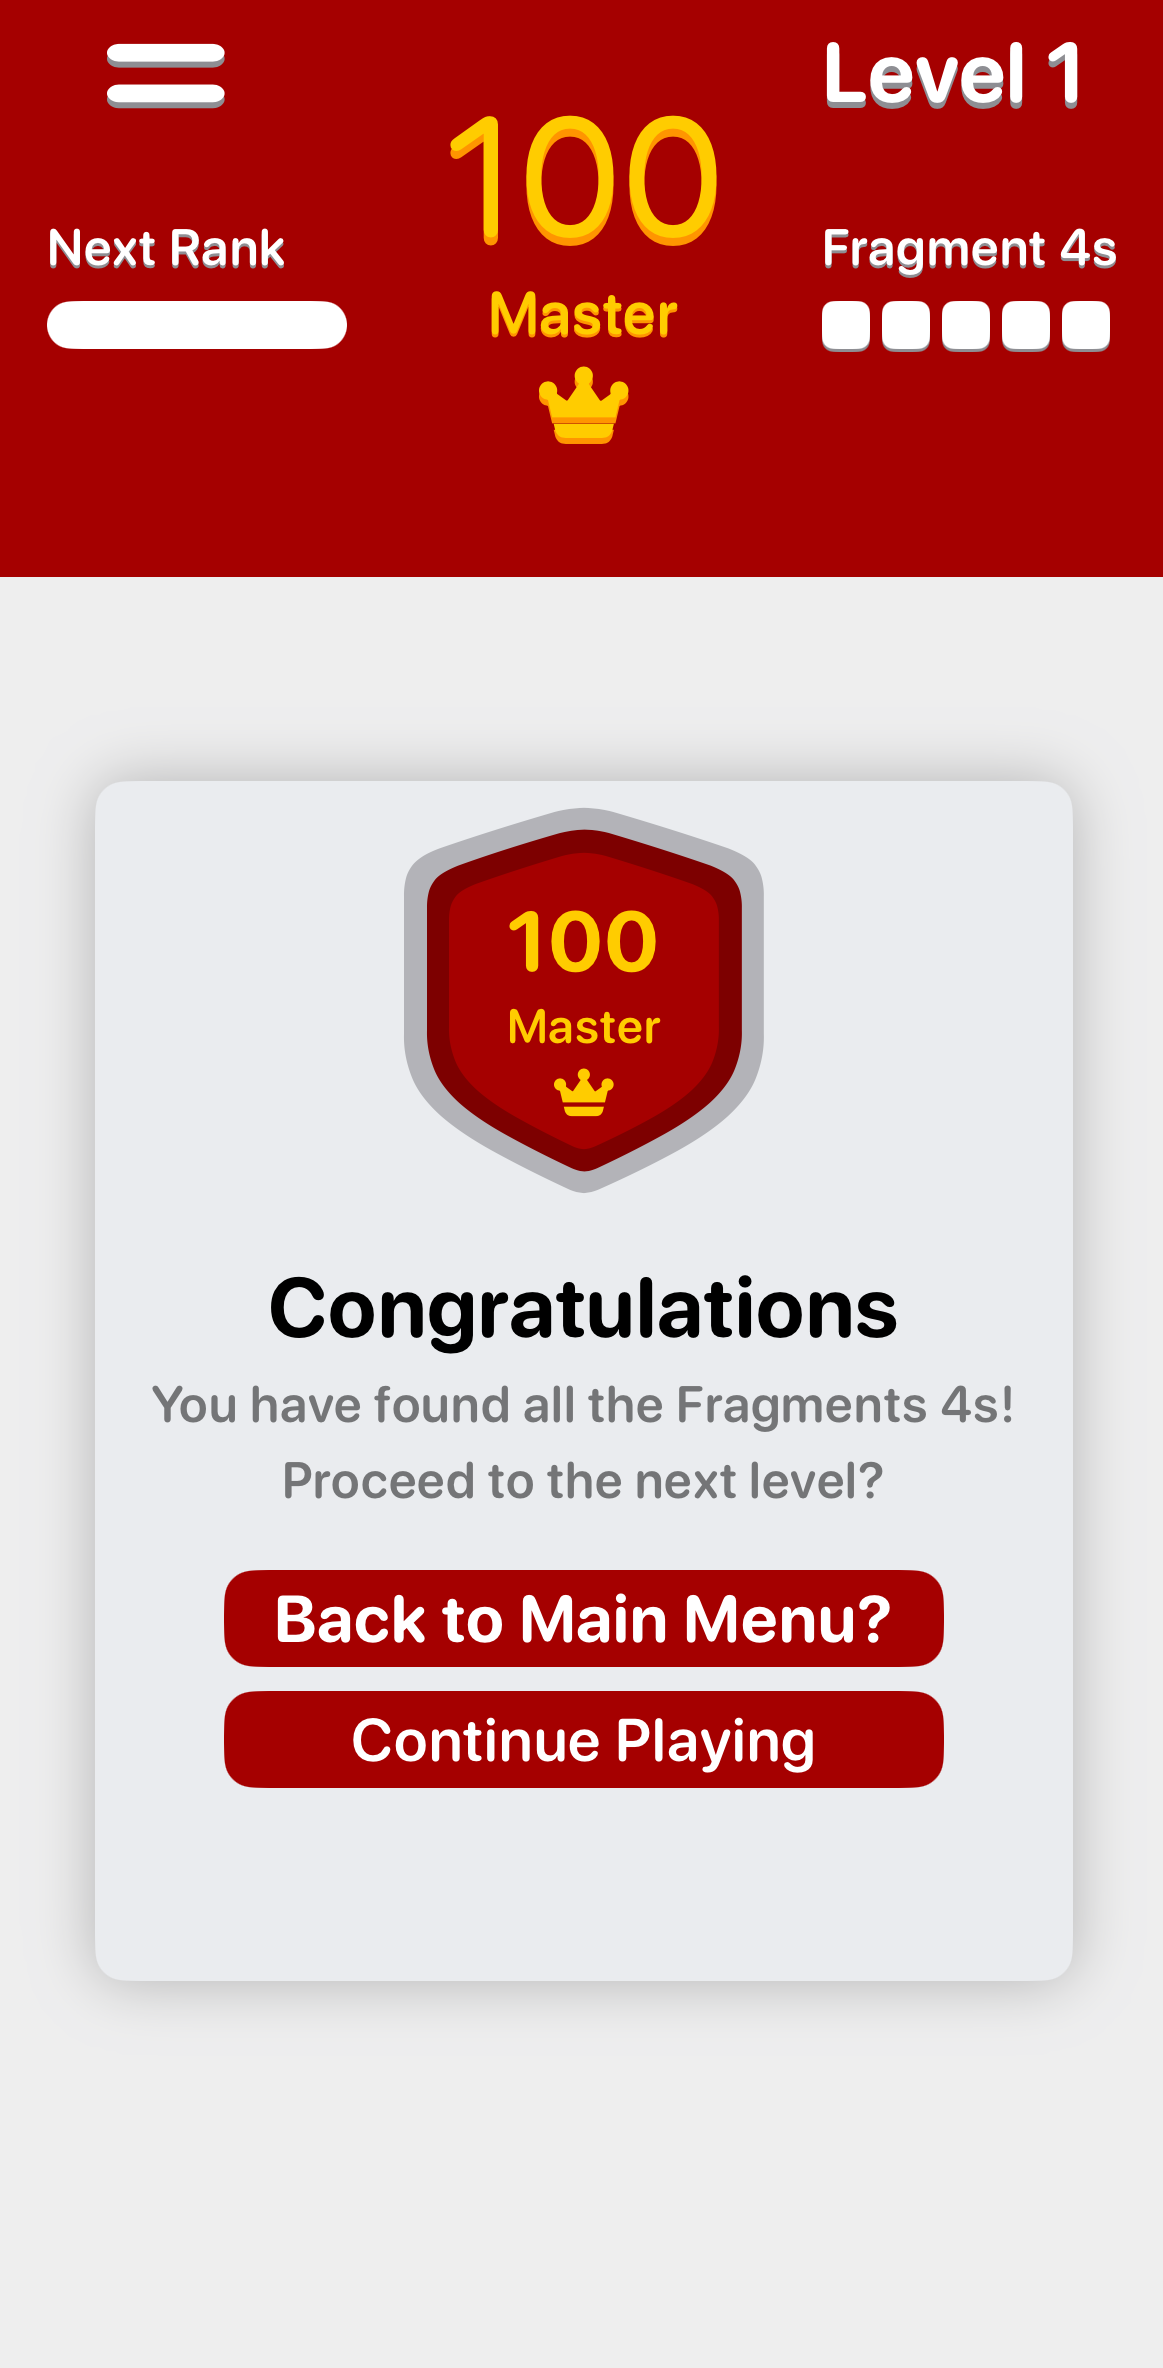 Level 1
100
Next Rank
Fragment 4s
Master
100
Master
Congratulations
You have found all the Fragments 4s!
Proceed to the next level?
Back to Main Menu?
Continue Playing